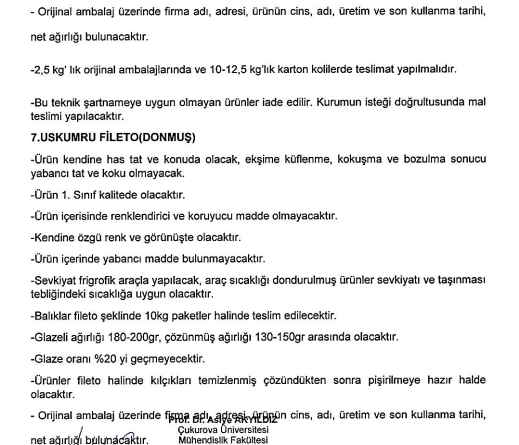 - Orijinal ambalaj üzerinde firma adı, adresi, ürünün cins, adı, üretim ve son kullanma tarihi,
net ağırlığı bulunacaktır.
-2,5 kg' lık orijinal ambalajlarında ve 10-12,5 kg'lık karton kolilerde teslimat yapılmalıdır.
-Bu teknik şartnameye uygun olmayan ürünler iade edilir. Kurumun isteği doğrultusunda mal
teslimi yapılacaktır.
7.USKUMRU FİLETO(DONMUŞ)
-Ürün kendine has tat ve konuda olacak, ekşime küflenme, kokuşma ve bozulma sonucu
yabancı tat ve koku olmayacak.
-Ürün 1. Sınıf kalitede olacaktır.
-Ürün içerisinde renklendirici ve koruyucu madde olmayacaktır.
-Kendine özgü renk ve görünüşte olacaktır.
-Ürün içerinde yabancı madde bulunmayacaktır.
-Sevkiyat frigrofik araçla yapılacak, araç sıcaklığı dondurulmuş ürünler sevkiyatı ve taşınması
tebliğindeki sıcaklığa uygun olacaktır.
-Balıklar fileto şeklinde 10kg paketler halinde teslim edilecektir.
-Glazeli ağırlığı 180-200gr, çözünmüş ağırlığı 130-150gr arasında olacaktır.
-Glaze oranı %20 yi geçmeyecektir.
-Ürünler fileto halinde kılçıkları temizlenmiş çözündükten sonra pişirilmeye hazır halde
olacaktır.
- Orijinal ambalaj üzerinde firma adı, adresi, ürünün cins, adı, üretim ve son kullanma tarihi,
Prof. Dr. Asiye AKYILDIZ
Çukurova Üniversitesi
net ağırlığı bulunacaktır.
Mühendislik Fakültesi